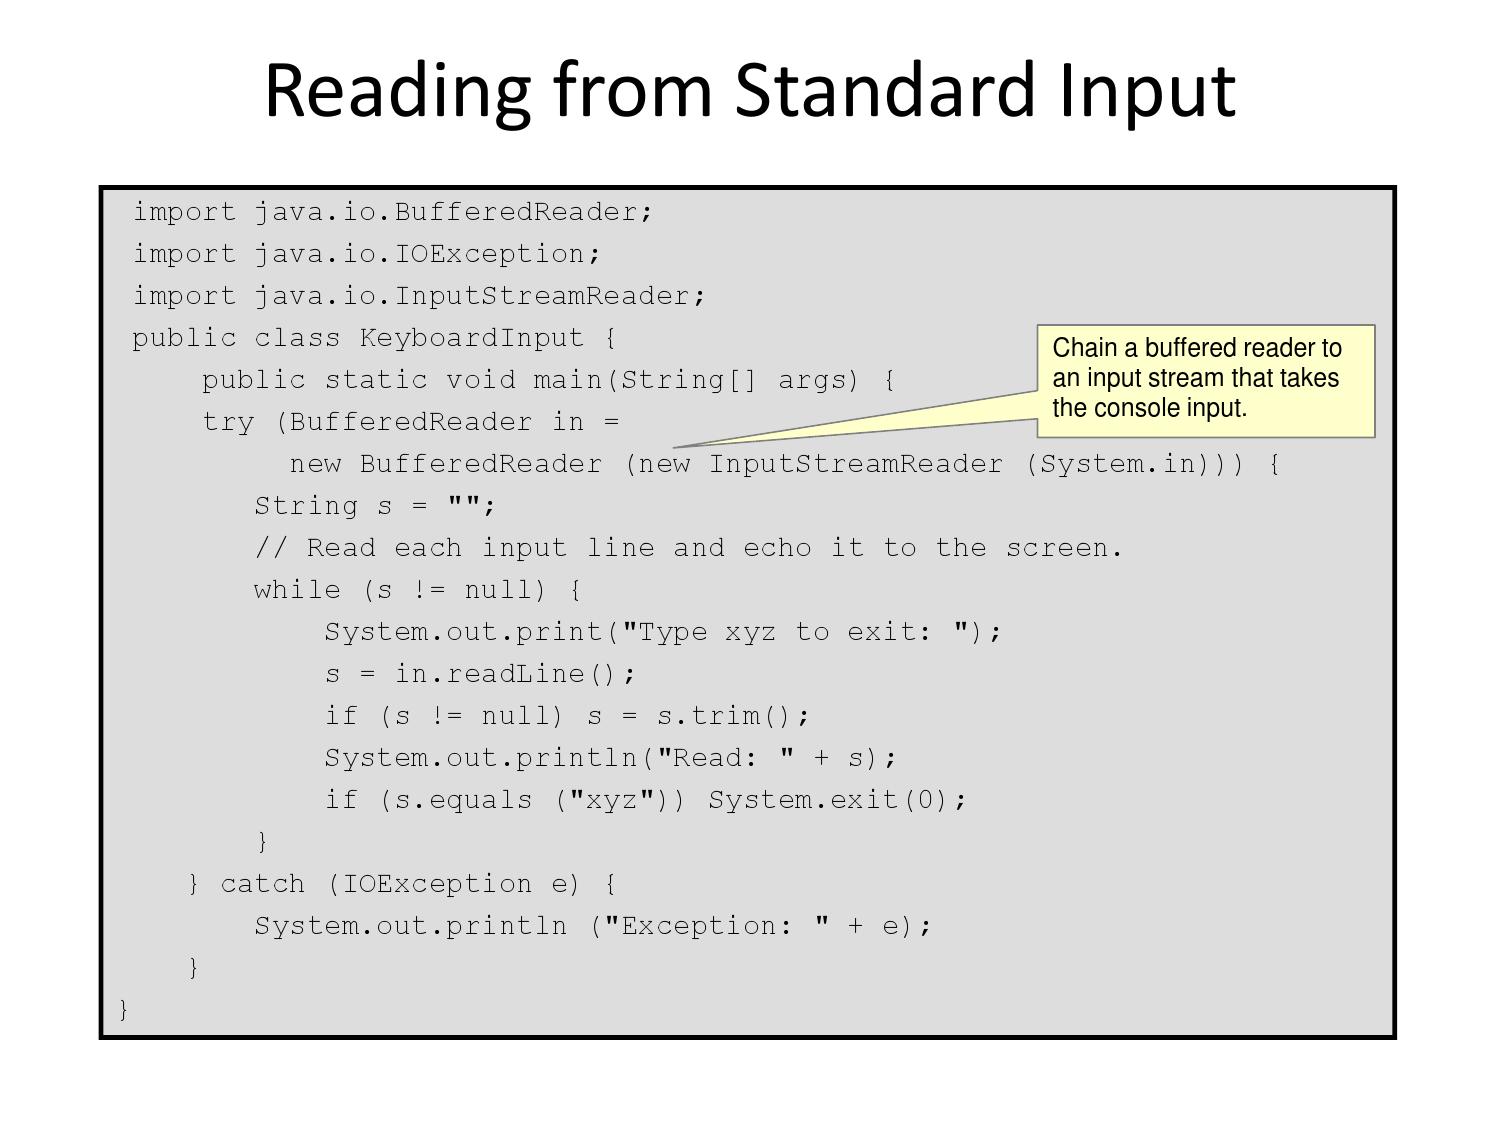 Reading from Standard Input
import java.io.BufferedReader;
import java.io.IOException;
import java.io.InputStreamReader;
public class KeyboardInput {
public static void main(String[] args) {
try (BufferedReader in =
new BufferedReader (new InputStreamReader (System.in))) {
String s = "";
// Read each input line and echo it to the screen.
while (s != null) {
System.out.print("Type xyz to exit: ");
s = in.readLine();
if (s != null) s = s.trim();
System.out.println("Read: " + s);
if (s.equals ("xyz")) System.exit(0);
}
} catch (IOException e) {
System.out.println ("Exception: " + e);
}
}
Chain a buffered reader to
an input stream that takes
the console input.